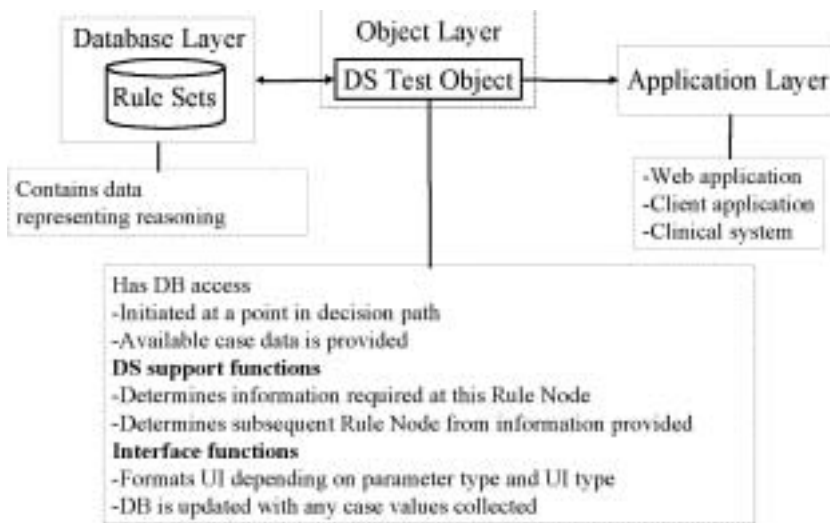 Database Layer
Rule Sets
Object Layer
DS Test Object
Application Layer
Contains data
representing reasoning
-Web application
-Client application
-Clinical system
Has DB access
-Initiated at a point in decision path
-Available case data is provided
DS support functions
-Determines information required at this Rule Node
-Determines subsequent Rule Node from information provided
Interface functions
-Formats UI depending on parameter type and UI type
-DB is updated with any case values collected